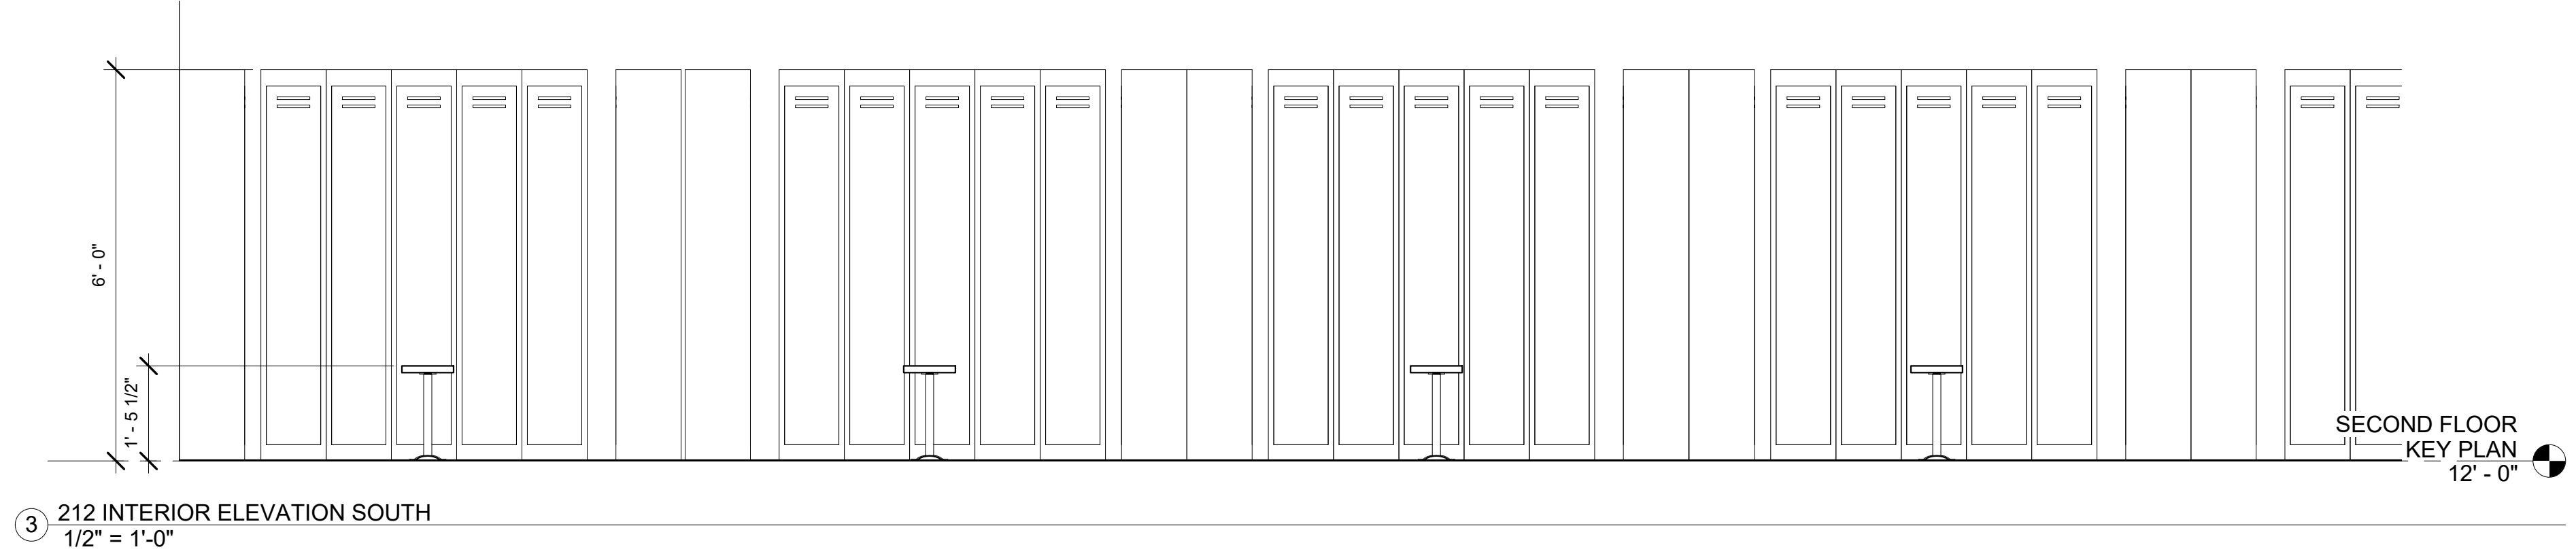 6' - 0"
1' - 5 1/2"
SECOND FLOOR
KEY PLAN
12' - 0"
3
212 INTERIOR ELEVATION SOUTH
1/2" = 1'-0"